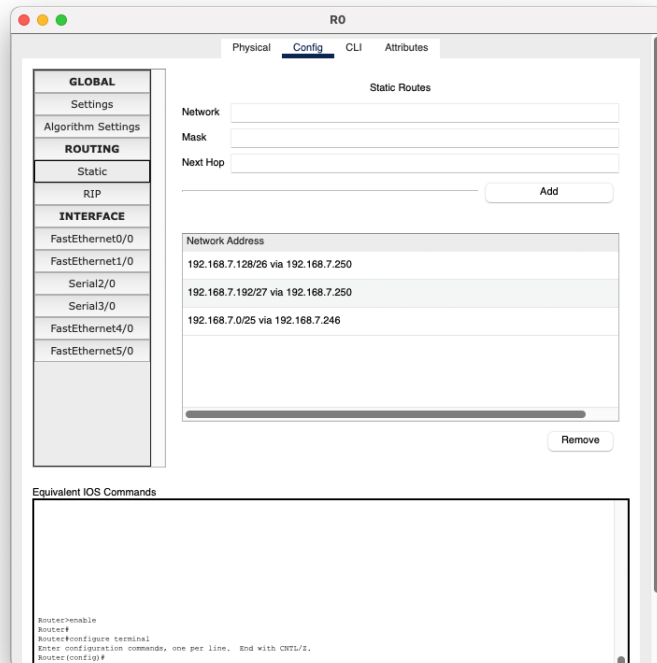 R0
Physical Config CLI Attributes
GLOBAL
Settings
Algorithm Settings
ROUTING
Static
RIP
INTERFACE
FastEthernet0/0
FastEthernet1/0
Serial2/0
Serial3/0
FastEthernet4/0
FastEthernet5/0
Static Routes
Network
Mask
Next Hop
Add
Network Address
192.168.7.128/26 via 192.168.7.250
192.168.7.192/27 via 192.168.7.250
192.168.7.0/25 via 192.168.7.246
Remove
Equivalent IOS Commands
Router>enable
Router#
Router#configure terminal
Enter configuration commands, one per line. End with CNTL/Z.
Router(config)#